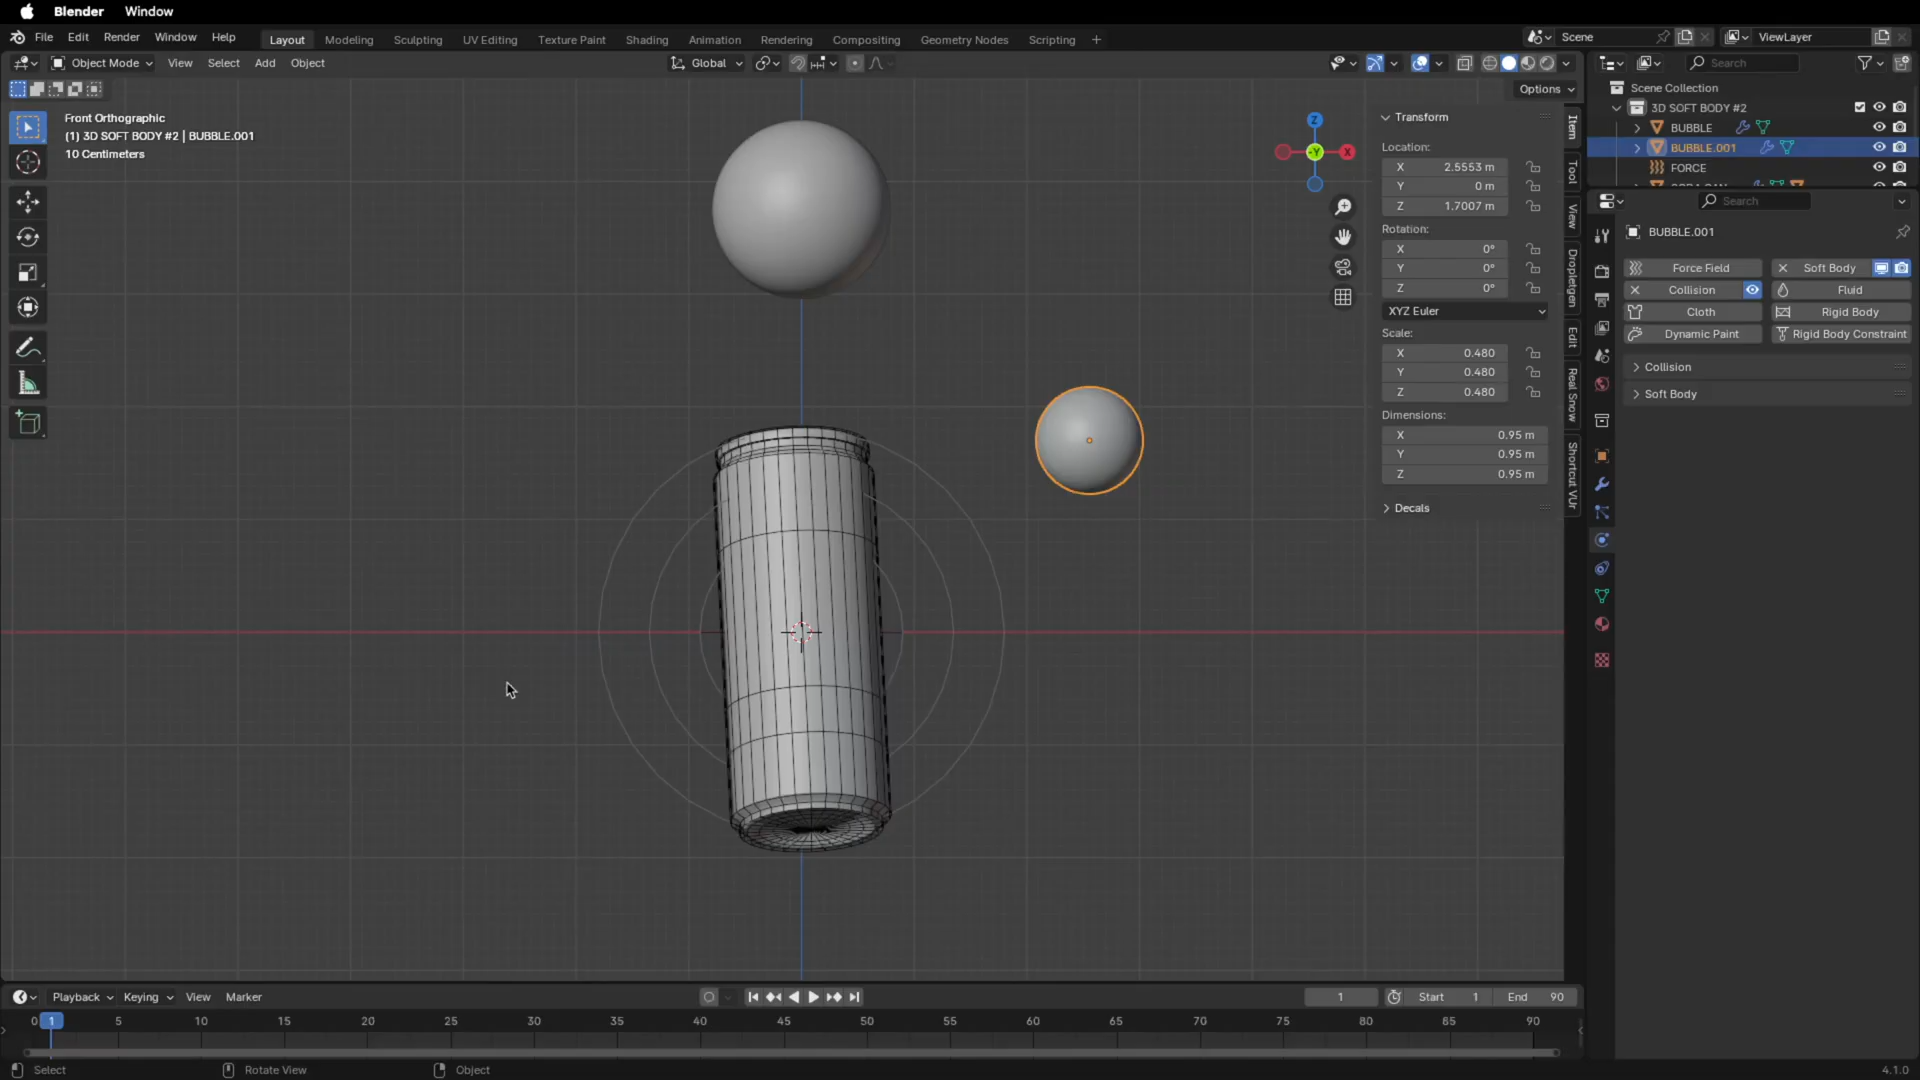 Blender Window
File Edit Render Window Help Layout Modeling Sculpting UV Editing Texture Paint Shading Animation Rendering Compositing Geometry Nodes Scripting + Scene ViewLayer
Object Mode View Select Add Object Global Search
Options
Front Orthographic
(1) 3D SOFT BODY #2 | BUBBLE.001
10 Centimeters
Z
-Y
X
Transform
Location:
X 2.5553 m
Y 0 m
Z 1.7007 m
Rotation:
X 0°
Y 0°
Z 0°
XYZ Euler
Scale:
X 0.480
Y 0.480
Z 0.480
Dimensions:
X 0.95 m
Y 0.95 m
Z 0.95 m
Decals
Item
Tool
View
Dropletgen
Edit
Real Snow
Shortcut VUr
Scene Collection
3D SOFT BODY #2
BUBBLE
BUBBLE.001
FORCE
Search
BUBBLE.001
Force Field Soft Body
Collision Fluid
Cloth Rigid Body
Dynamic Paint Rigid Body Constraint
Collision
Soft Body
Playback Keying View Marker 1 Start 1 End 90
0 1 5 10 15 20 25 30 35 40 45 50 55 60 65 70 75 80 85 90
Select Rotate View Object 4.1.0